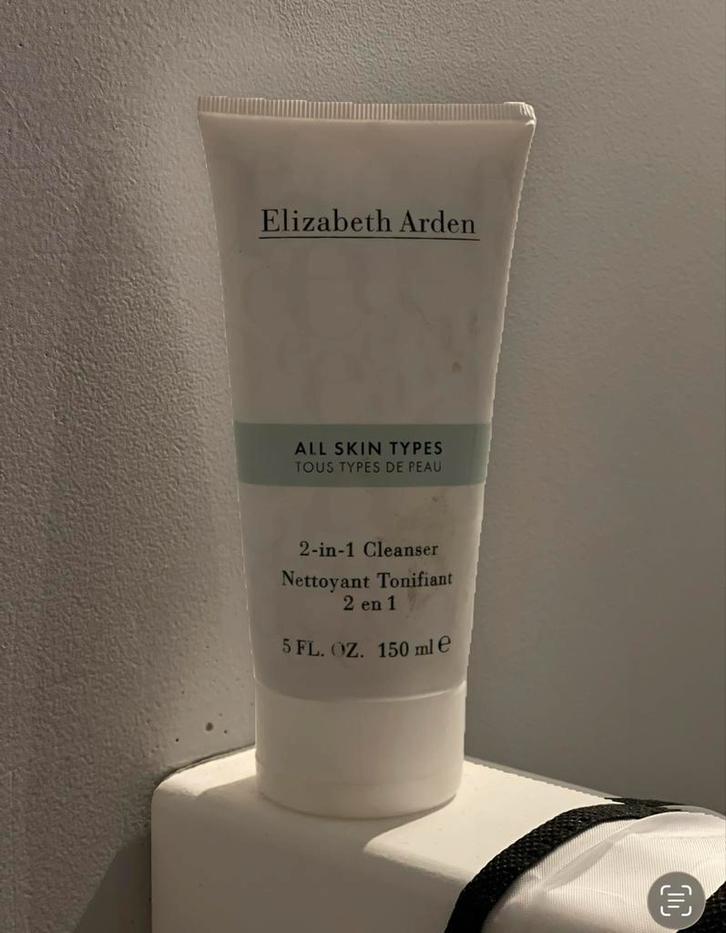 Elizabeth Arden
ALL SKIN TYPES
TOUS TYPES DE PEAU
2-in-1 Cleanser
Nettoyant Tonifiant
2 en 1
5 FL. OZ. 150 ml ℮